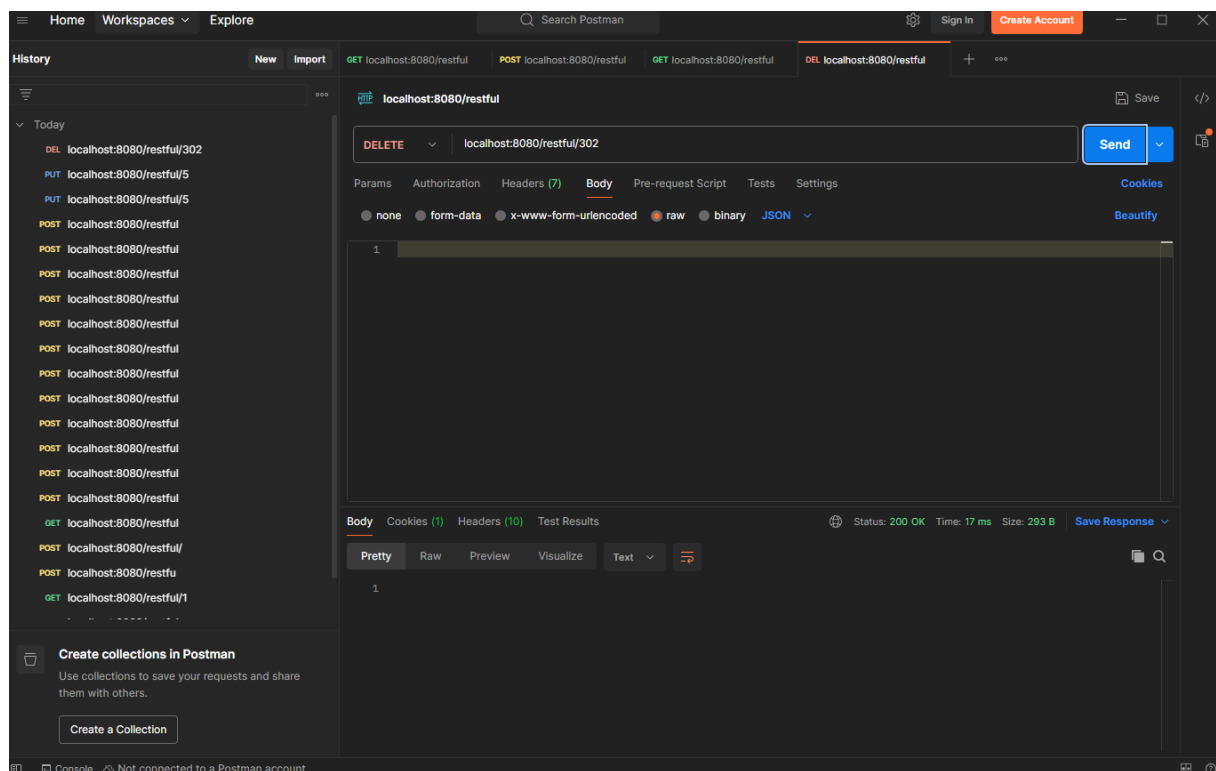 Home Workspaces Explore Search Postman Sign In Create Account
History New Import
GET localhost:8080/restful POST localhost:8080/restful GET localhost:8080/restful DEL localhost:8080/restful
HTTP localhost:8080/restful Save
Today
DEL localhost:8080/restful/302
PUT localhost:8080/restful/5
PUT localhost:8080/restful/5
POST localhost:8080/restful
POST localhost:8080/restful
POST localhost:8080/restful
POST localhost:8080/restful
POST localhost:8080/restful
POST localhost:8080/restful
POST localhost:8080/restful
POST localhost:8080/restful
POST localhost:8080/restful
POST localhost:8080/restful
POST localhost:8080/restful
POST localhost:8080/restful
GET localhost:8080/restful
POST localhost:8080/restful/
POST localhost:8080/restfu
GET localhost:8080/restful/1
Create collections in Postman
Use collections to save your requests and share
them with others.
Create a Collection
DELETE localhost:8080/restful/302 Send
Params Authorization Headers (7) Body Pre-request Script Tests Settings Cookies
none form-data x-www-form-urlencoded raw binary JSON Beautify
1
Body Cookies (1) Headers (10) Test Results Status: 200 OK Time: 17 ms Size: 293 B Save Response
Pretty Raw Preview Visualize Text
1
Console Not connected to a Postman account